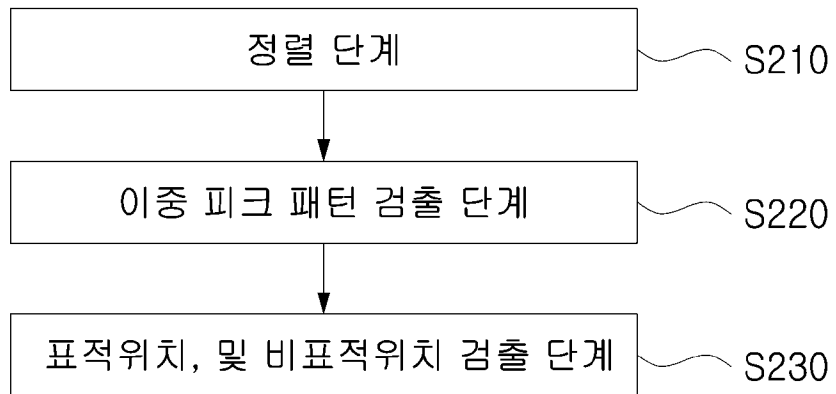 정렬 단계
S210
이중 피크 패턴 검출 단계
S220
표적위치, 및 비표적위치 검출 단계
S230